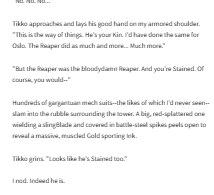 "No. No. No..."
Tikko approaches and lays his good hand on my armored shoulder.
"This is the way of things. He's your Kin. I'd have done the same for
Oslo. The Reaper did as much and more... Much more."
"But the Reaper was the bloodydamn Reaper. And you're Stained. Of
course, you would--"
Hundreds of gargantuan mech suits--the likes of which I'd never seen--
slam into the rubble surrounding the tower. A big, red-splattered one
wielding a slingBlade and covered in battle-steel spikes peels open to
reveal a massive, muscled Gold sporting Ink.
Tikko grins. "Looks like he's Stained too."
I nod. Indeed he is.